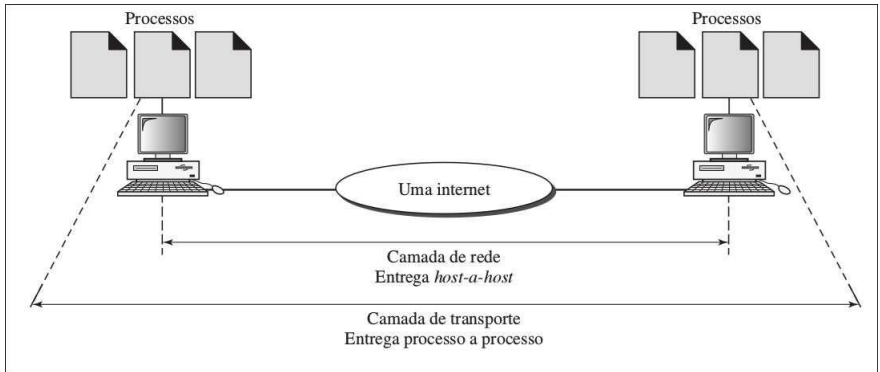 Processos
Processos
Uma internet
Camada de rede
Entrega host-a-host
Camada de transporte
Entrega processo a processo